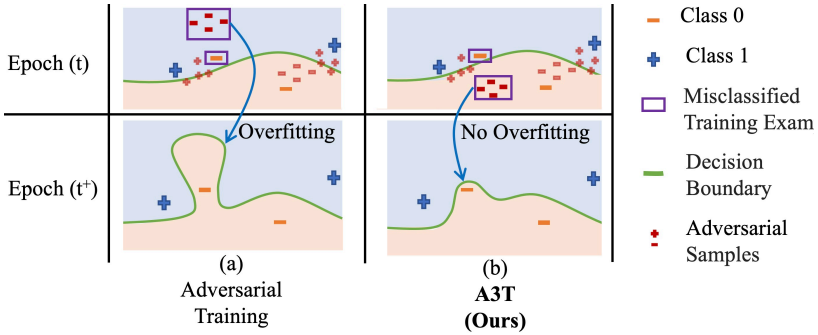 Epoch (t)
Overfitting
No Overfitting
Epoch (t⁺)
(a)
Adversarial
Training
(b)
A3T
(Ours)
Class 0
Class 1
Misclassified
Training Exam
Decision
Boundary
Adversarial
Samples